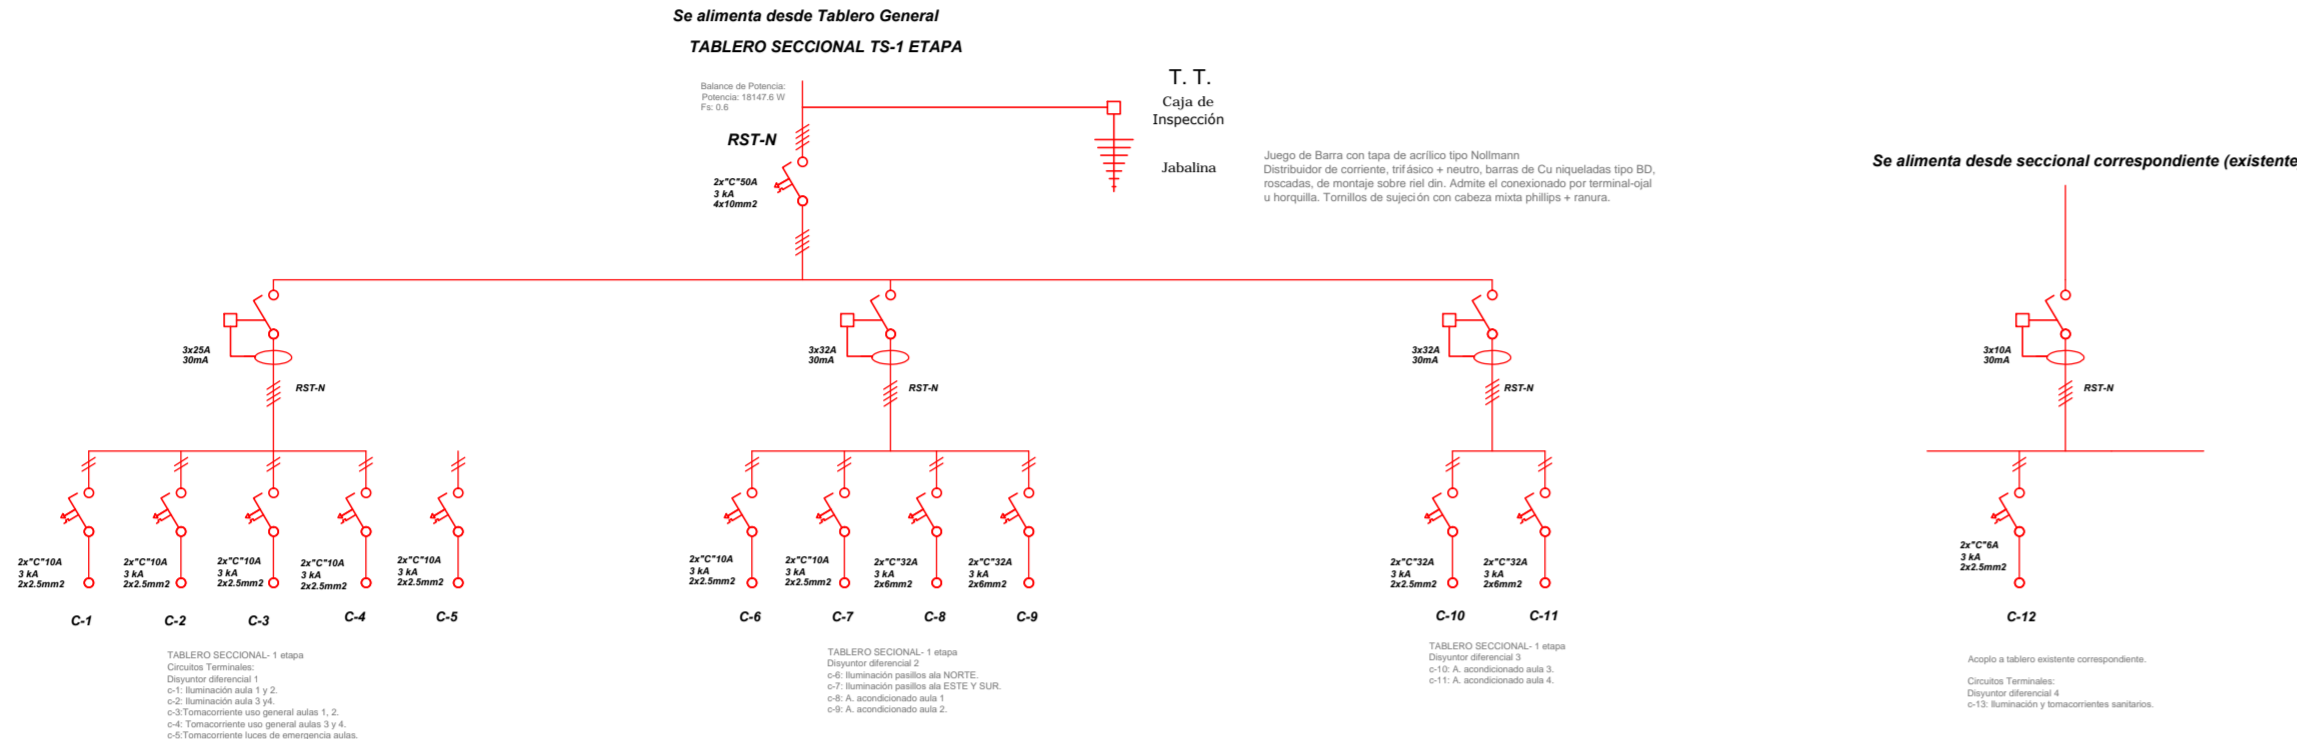 Se alimenta desde Tablero General
TABLERO SECCIONAL TS-1 ETAPA
Balance de Potencia:
Potencia: 18147.6 W
Fs: 0.6
RST-N
2x"C"50A
3 kA
4x10mm2
T. T.
Caja de
Inspección
Jabalina
Juego de Barra con tapa de acrílico tipo Nollmann
Distribuidor de corriente, trifásico + neutro, barras de Cu niqueladas tipo BD,
roscadas, de montaje sobre riel din. Admite el conexionado por terminal-ojal
u horquilla. Tornillos de sujeción con cabeza mixta phillips + ranura.
Se alimenta desde seccional correspondiente (existente
3x25A
30mA
RST-N
3x32A
30mA
RST-N
3x32A
30mA
RST-N
3x10A
30mA
RST-N
2x"C"10A
3 kA
2x2.5mm2
C-1
2x"C"10A
3 kA
2x2.5mm2
C-2
2x"C"10A
3 kA
2x2.5mm2
C-3
2x"C"10A
3 kA
2x2.5mm2
C-4
2x"C"10A
3 kA
2x2.5mm2
C-5
2x"C"10A
3 kA
2x2.5mm2
C-6
2x"C"10A
3 kA
2x2.5mm2
C-7
2x"C"32A
3 kA
2x6mm2
C-8
2x"C"32A
3 kA
2x6mm2
C-9
2x"C"32A
3 kA
2x2.5mm2
C-10
2x"C"32A
3 kA
2x6mm2
C-11
2x"C"6A
3 kA
2x2.5mm2
C-12
TABLERO SECCIONAL- 1 etapa
Circuitos Terminales:
Disyuntor diferencial 1
c-1: Iluminación aula 1 y 2.
c-2: Iluminación aula 3 y4.
c-3:Tomacorriente uso general aulas 1, 2.
c-4: Tomacorriente uso general aulas 3 y 4.
c-5:Tomacorriente luces de emergencia aulas.
TABLERO SECIONAL- 1 etapa
Disyuntor diferencial 2
c-6: Iluminación pasillos ala NORTE.
c-7: Iluminación pasillos ala ESTE Y SUR.
c-8: A. acondicionado aula 1
c-9: A. acondicionado aula 2.
TABLERO SECCIONAL- 1 etapa
Disyuntor diferencial 3
c-10: A. acondicionado aula 3.
c-11: A. acondicionado aula 4.
Acoplo a tablero existente correspondiente.
Circuitos Terminales:
Disyuntor diferencial 4
c-13: Iluminación y tomacorrientes sanitarios.